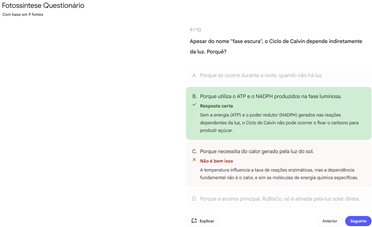 Fotossíntese Questionário
Com base em 9 fontes
9 / 10
Apesar do nome "fase escura", o Ciclo de Calvin depende indiretamente
da luz. Porquê?
A. Porque só ocorre durante a noite, quando não há luz.
B. Porque utiliza o ATP e o NADPH produzidos na fase luminosa.
✓ Resposta certa
Sem a energia (ATP) e o poder redutor (NADPH) gerados nas reações
dependentes da luz, o Ciclo de Calvin não pode ocorrer e fixar o carbono para
produzir açúcar.
C. Porque necessita do calor gerado pela luz do sol.
✕ Não é bem isso
A temperatura influencia a taxa de reações enzimáticas, mas a dependência
fundamental não é o calor, e sim as moléculas de energia química específicas.
D. Porque a enzima principal, RuBisCo, só é ativada pela luz solar direta.
Explicar
Anterior
Seguinte